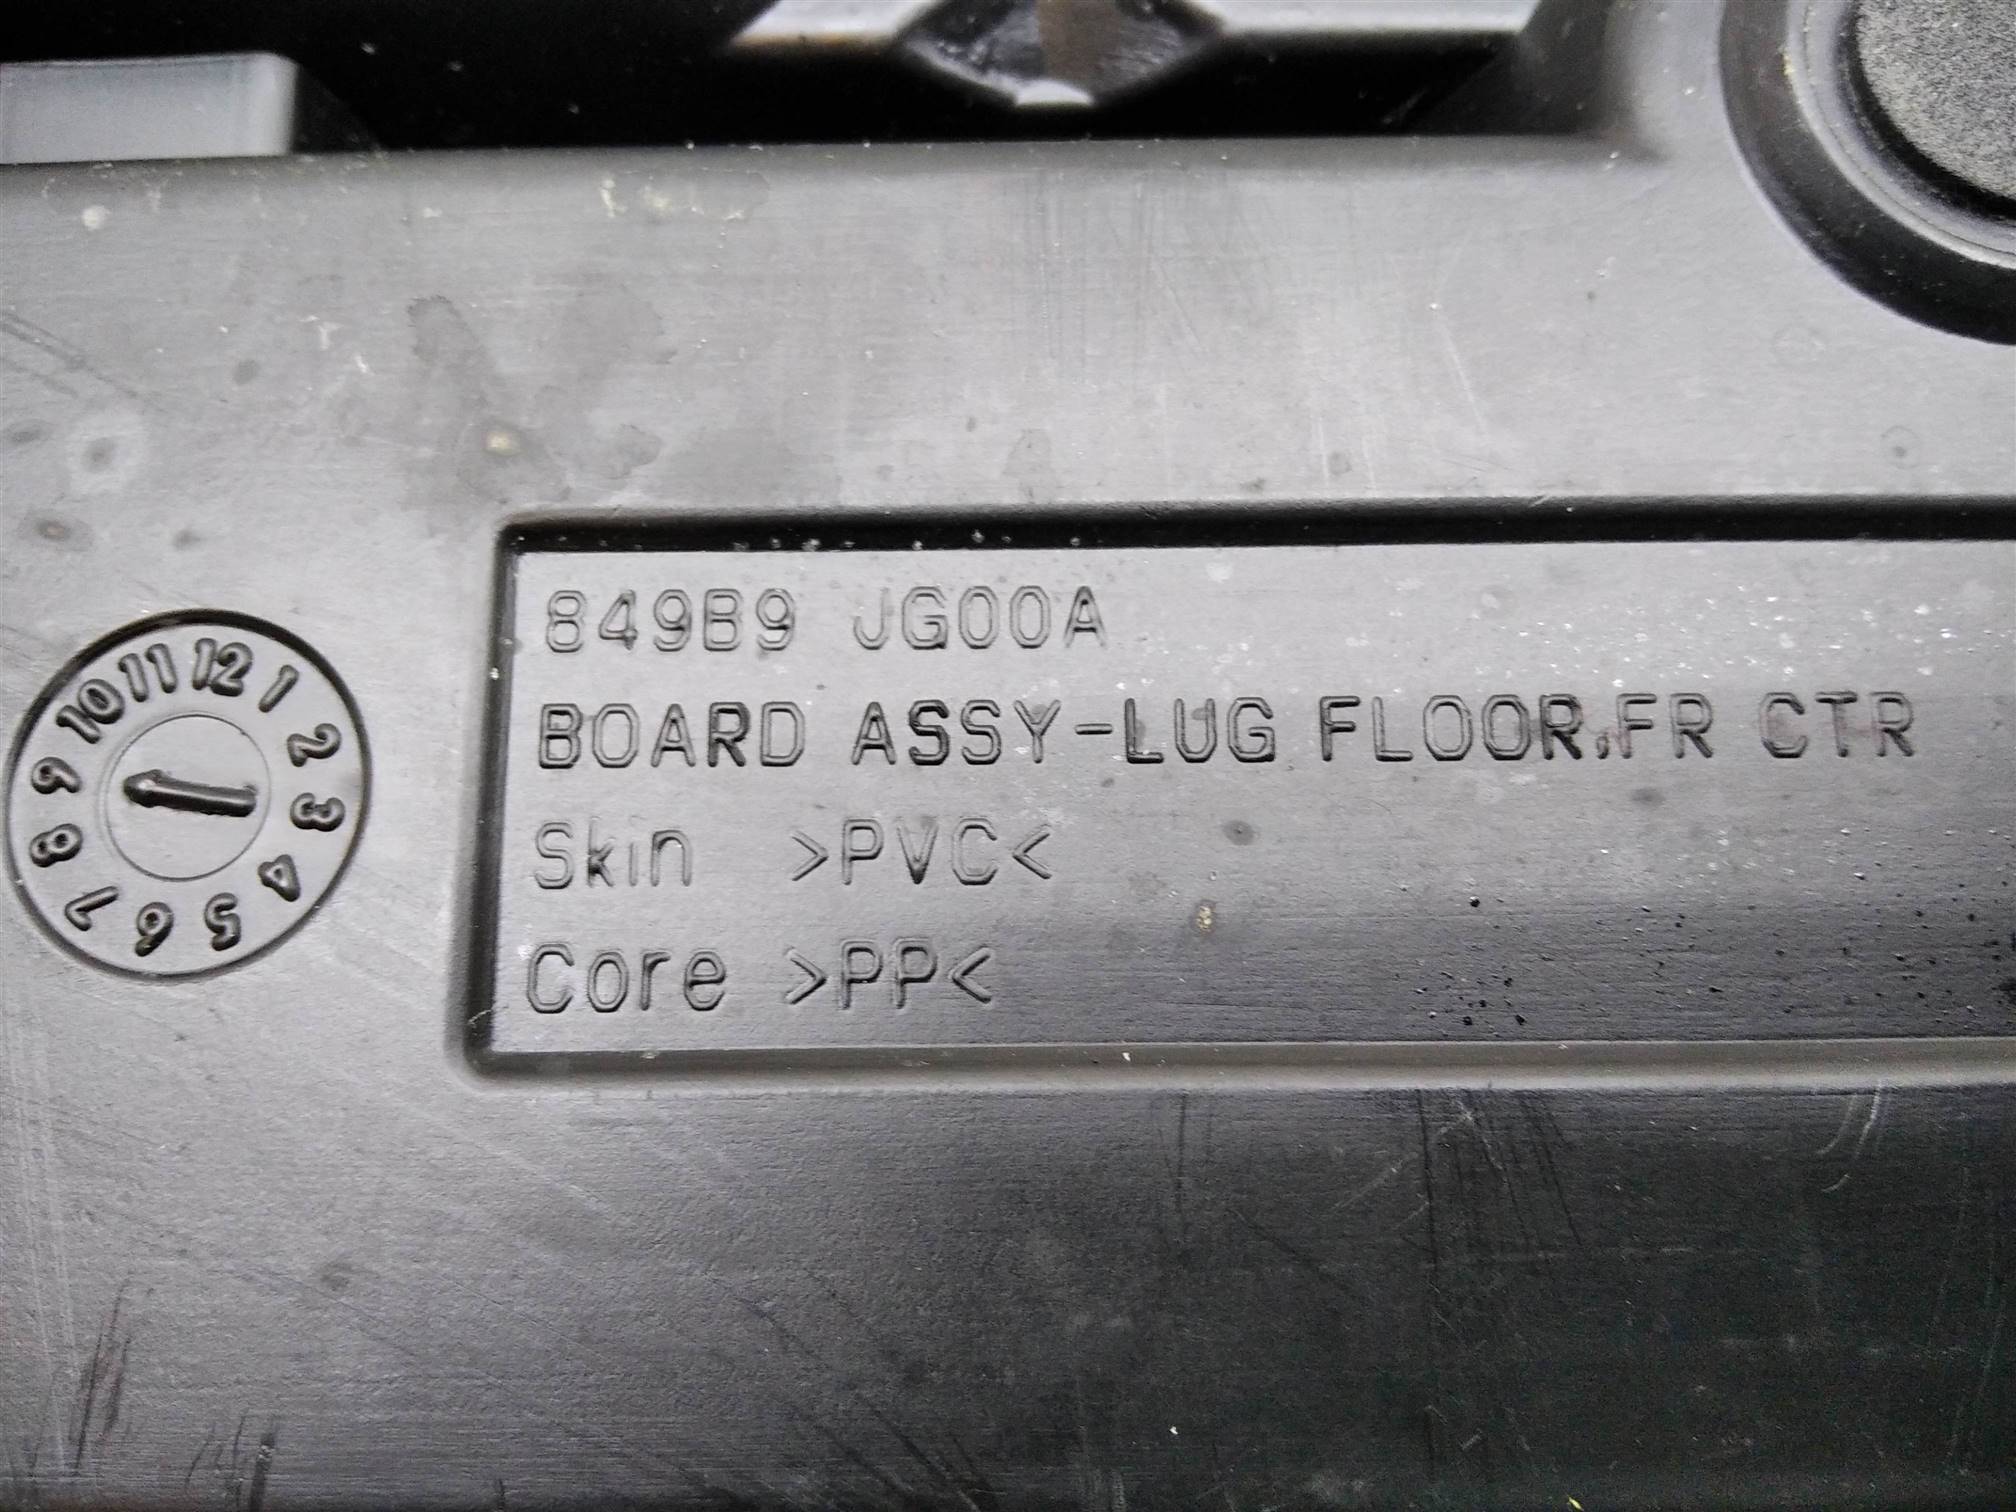 849B9 JG00A
BOARD ASSY-LUG FLOOR,FR CTR
Skin >PVC<
Core >PP<
1 2 3 4 5 6 7 8 9 10 11 12